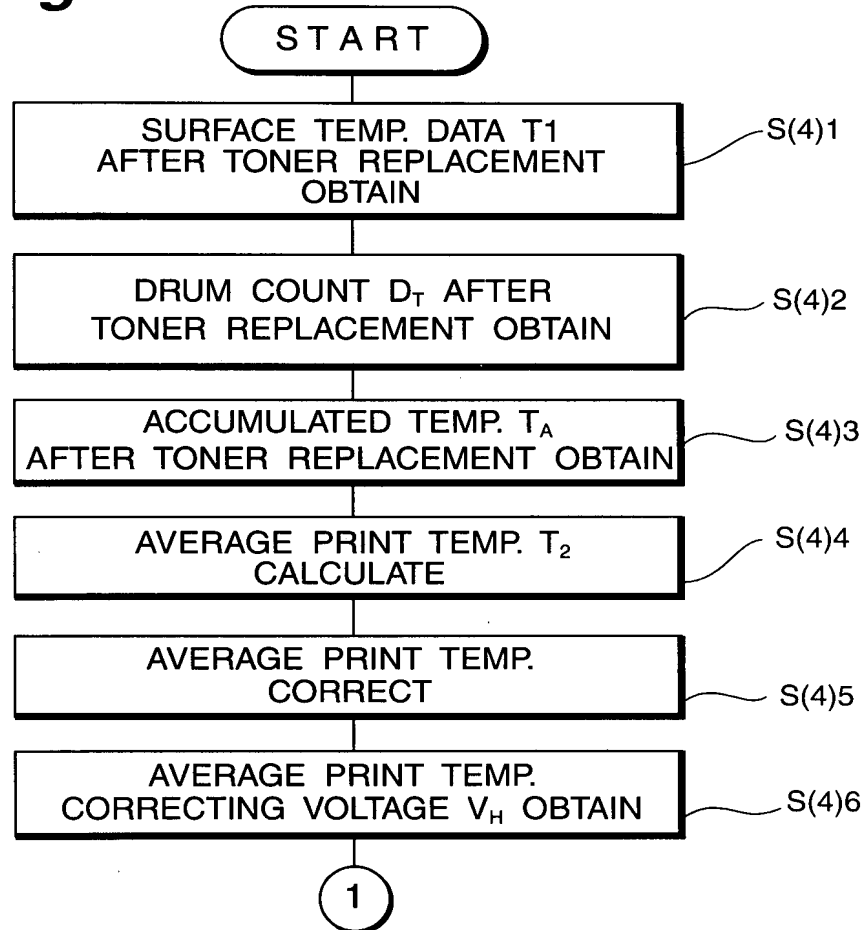 START
SURFACE TEMP. DATA T1
AFTER TONER REPLACEMENT
OBTAIN
S(4)1
DRUM COUNT D_T AFTER
TONER REPLACEMENT OBTAIN
S(4)2
ACCUMULATED TEMP. T_A
AFTER TONER REPLACEMENT OBTAIN
S(4)3
AVERAGE PRINT TEMP. T₂
CALCULATE
S(4)4
AVERAGE PRINT TEMP.
CORRECT
S(4)5
AVERAGE PRINT TEMP.
CORRECTING VOLTAGE V_H OBTAIN
S(4)6
1